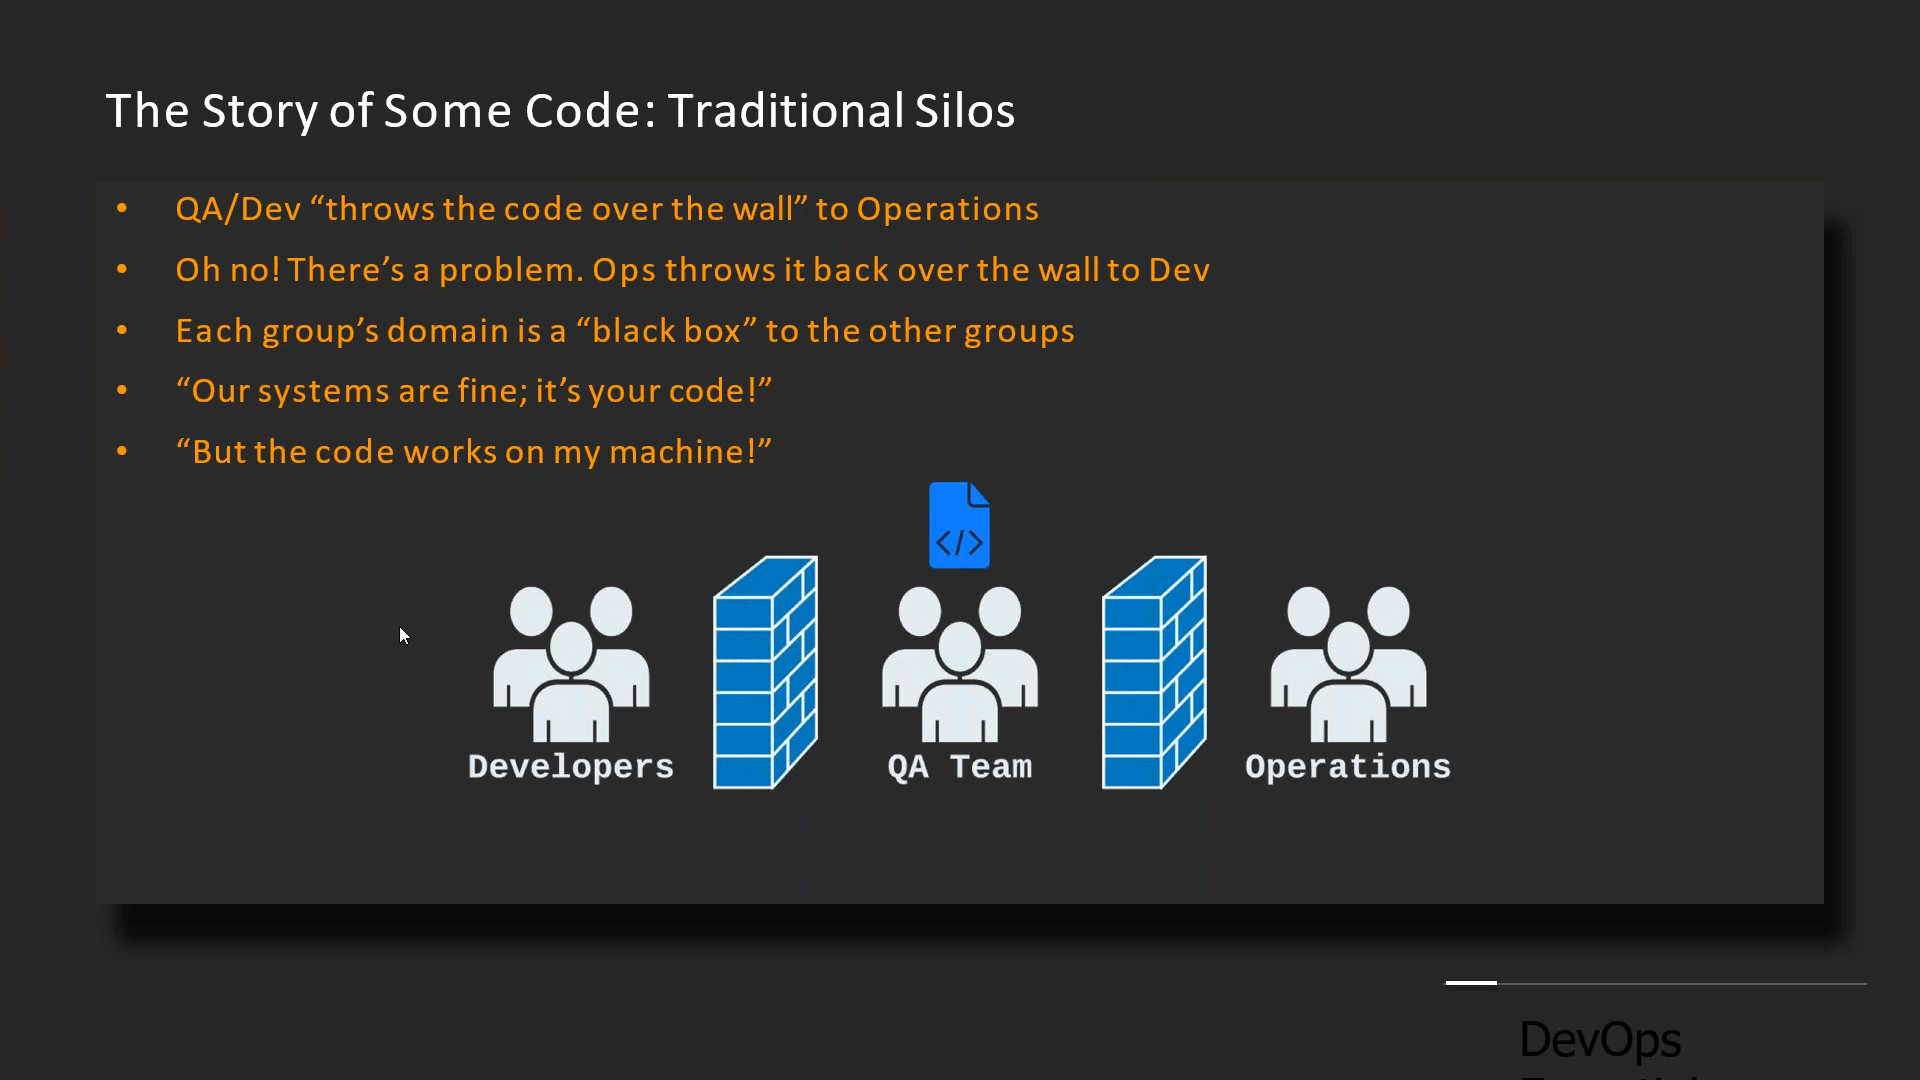 The Story of Some Code: Traditional Silos
• QA/Dev “throws the code over the wall” to Operations
• Oh no! There’s a problem. Ops throws it back over the wall to Dev
• Each group’s domain is a “black box” to the other groups
• “Our systems are fine; it’s your code!”
• “But the code works on my machine!”
</>
Developers
QA Team
Operations
DevOps